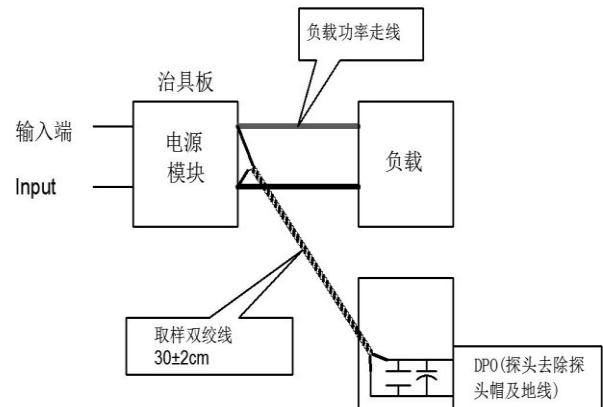 负载功率走线
治具板
输入端
Input
电源
模块
负载
取样双绞线
30±2cm
DPO(探头去除探
头帽及地线)